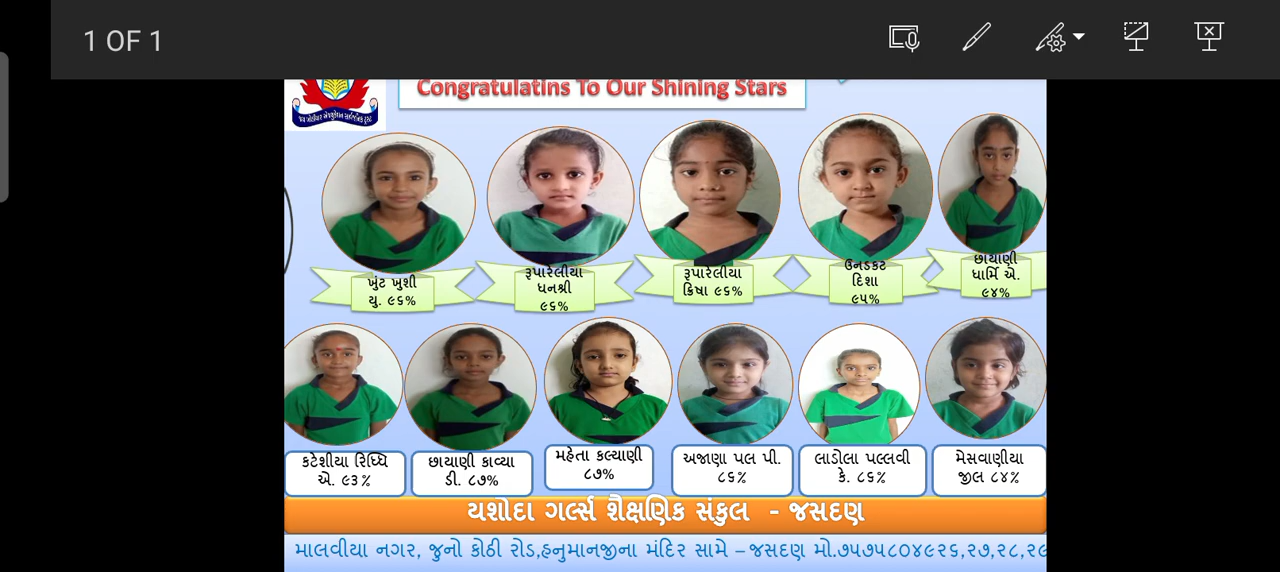 1 OF 1
Congratulatins To Our Shining Stars
ખુંટ ખુશી
યુ. ૯૬%
રૂપારેલીયા
ધનશ્રી
૯૬%
રૂપારેલીયા
ક્રિષા ૯૬%
ઉનડકટ
દિશા
૯૫%
છાયાણી
ધાર્મિ એ.
૯૪%
કટેશીયા રિધ્ધિ
એ. ૯૩%
છાયાણી કાવ્યા
ડી. ૮૭%
મહેતા કલ્યાણી
૮૭%
અજાણા પલ પી.
૮૬%
લાડોલા પલ્લવી
કે. ૮૬%
મેસવાણીયા
જીલ ૮૪%
યશોદા ગર્લ્સ શૈક્ષણિક સંકુલ - જસદણ
માલવીયા નગર, જુનો કોઠી રોડ,હનુમાનજીના મંદિર સામે – જસદણ મો.૭૫૭૫૮૦૪૯૨૬,૨૭,૨૮,૨૯